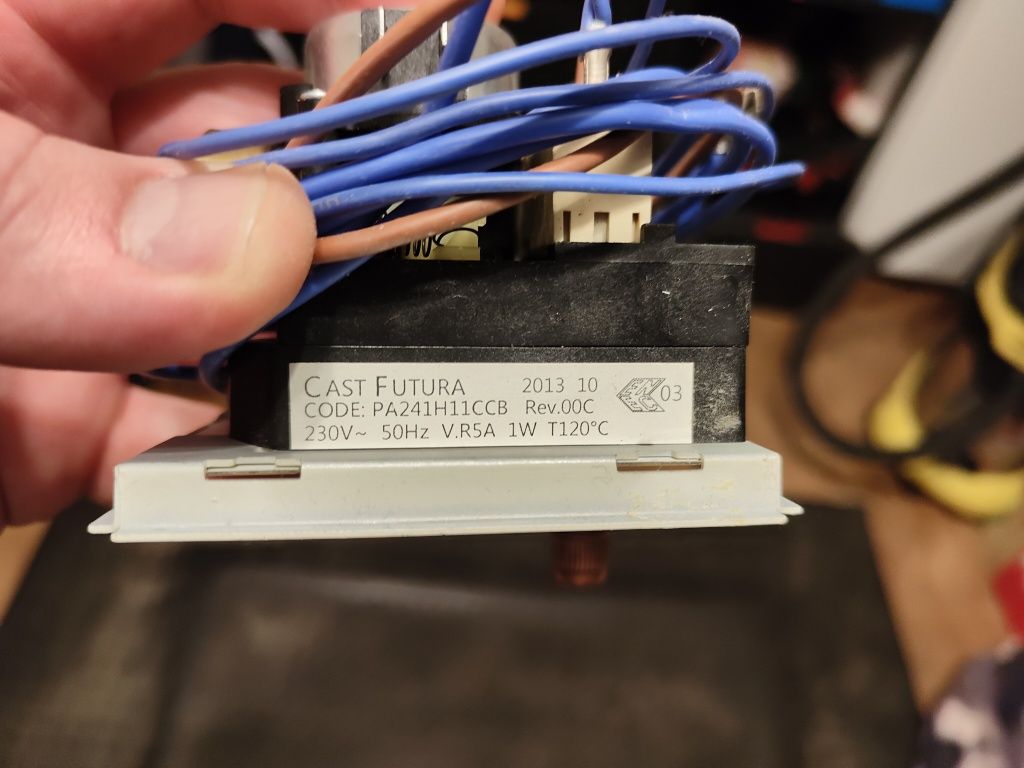 CAST FUTURA 2013 10
CODE: PA241H11CCB Rev.00C 03
230V~ 50Hz V.R5A 1W T120°C